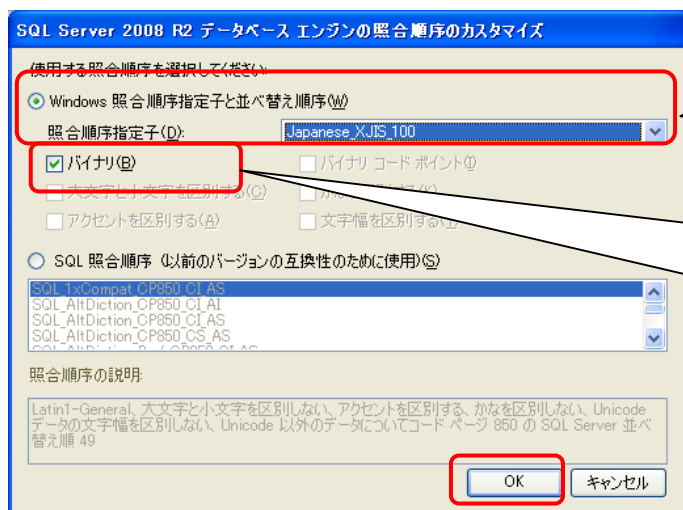 SQL Server 2008 R2 データベース エンジンの照合順序のカスタマイズ
使用する照合順序を選択してください:
Windows 照合順序指定子と並べ替え順序(W)
照合順序指定子(D):
Japanese_XJIS_100
バイナリ(B)
バイナリ コード ポイント(I)
大文字と小文字を区別する(C)
アクセントを区別する(A)
文字幅を区別する
SQL 照合順序 (以前のバージョンの互換性のために使用)(S)
SQL_1xCompat_CP850_CI_AS
SQL_AltDiction_CP850_CI_AI
SQL_AltDiction_CP850_CI_AS
SQL_AltDiction_CP850_CS_AS
照合順序の説明:
Latin1-General、大文字と小文字を区別しない、アクセントを区別する、かなを区別しない、Unicode
データの文字幅を区別しない、Unicode 以外のデータについてコード ページ 850 の SQL Server 並べ
替え順 49
OK
キャンセル